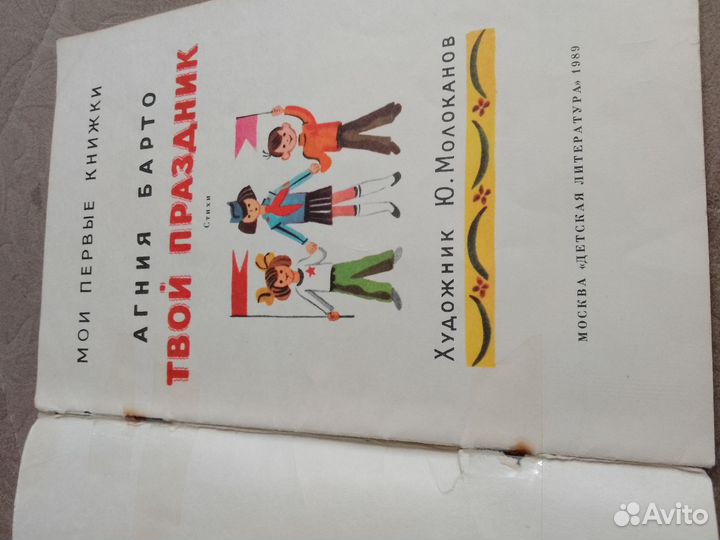 МОИ ПЕРВЫЕ КНИЖКИ
АГНИЯ БАРТО
ТВОЙ ПРАЗДНИК
Стихи
Художник Ю. Молоканов
МОСКВА «ДЕТСКАЯ ЛИТЕРАТУРА» 1989
Avito